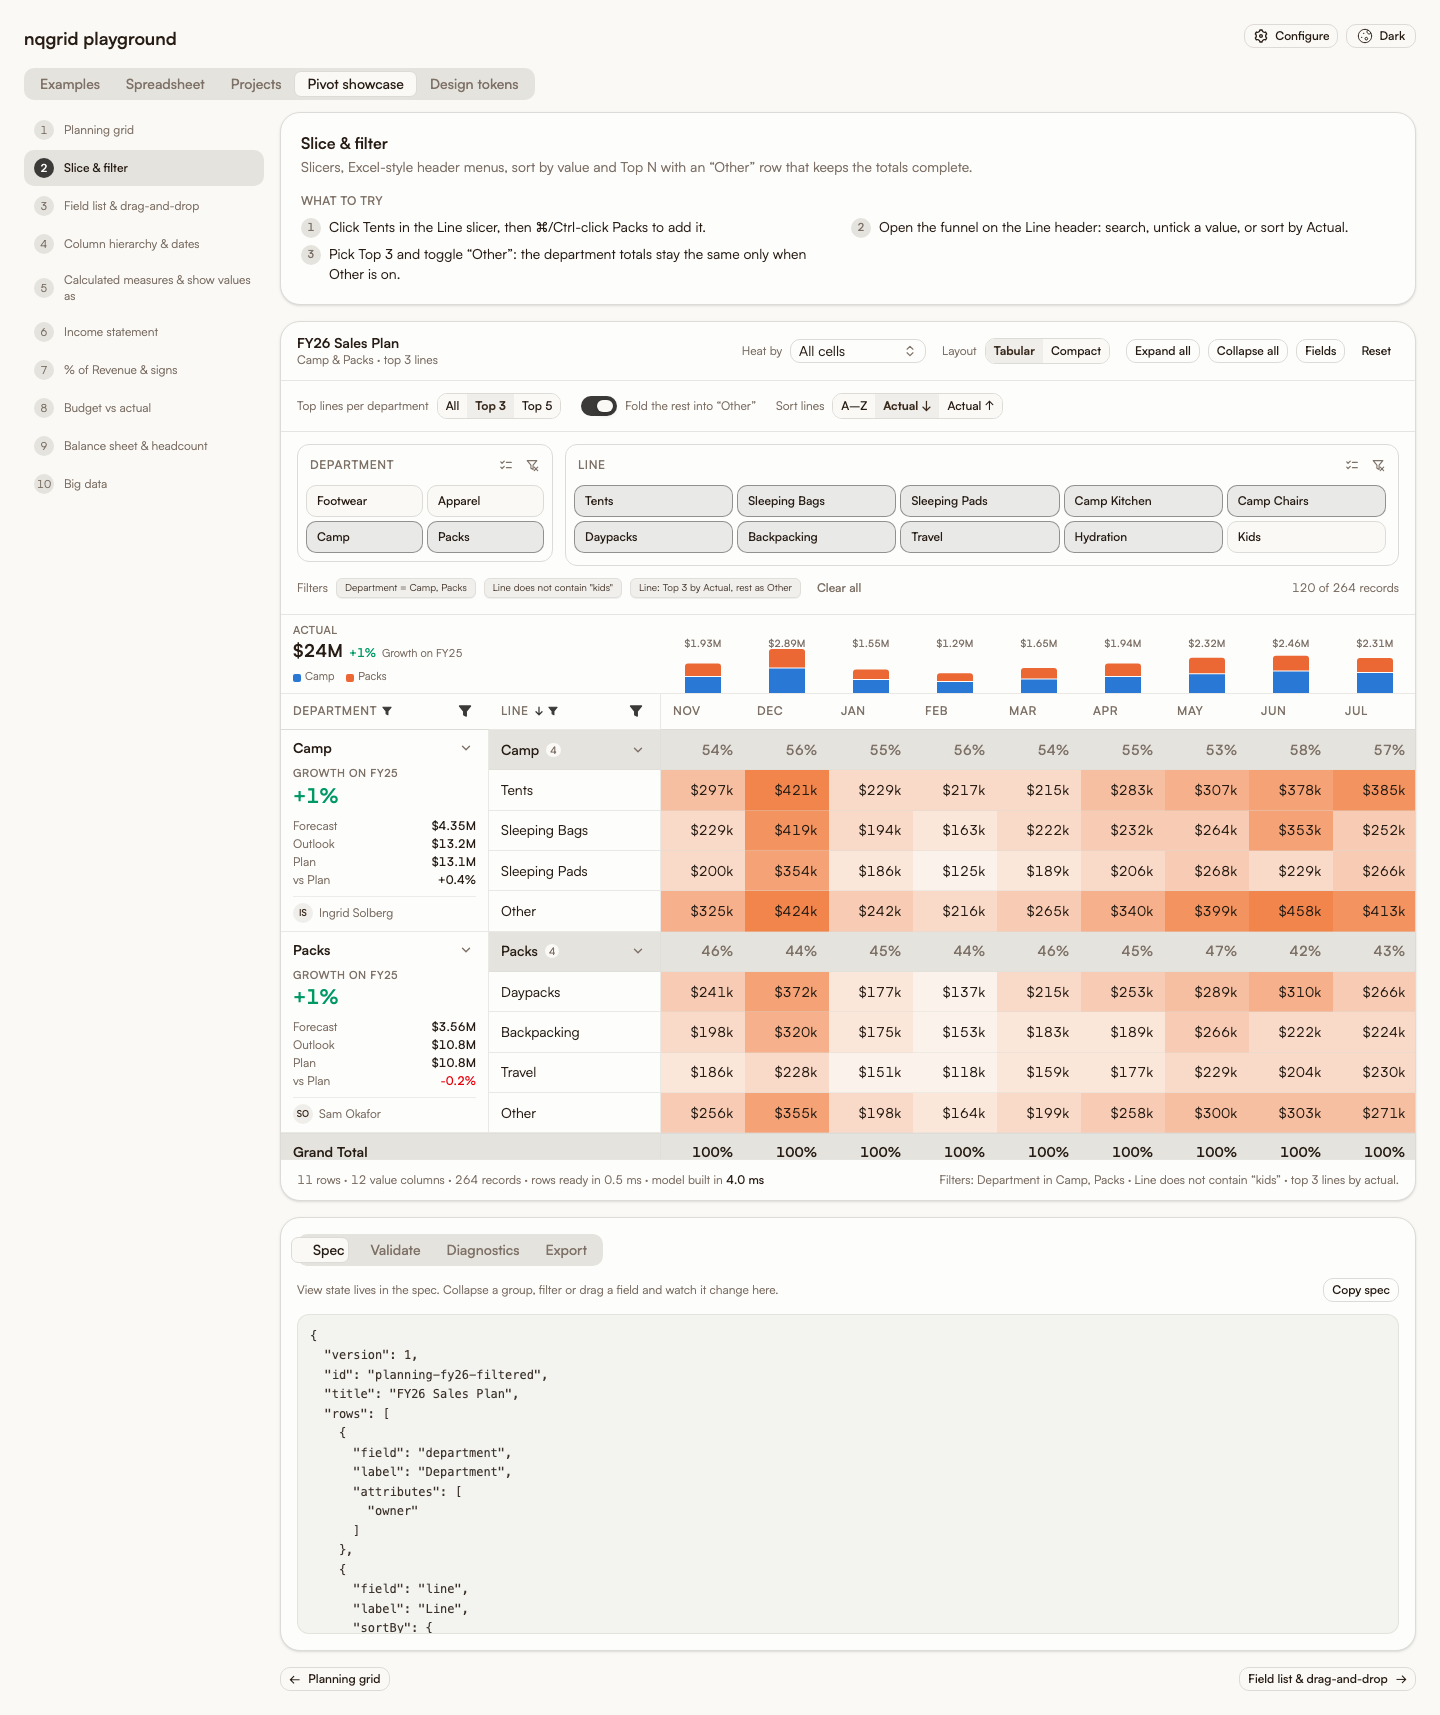 nqgrid playground
Configure
Dark
Examples
Spreadsheet
Projects
Pivot showcase
Design tokens
1 Planning grid
2 Slice & filter
3 Field list & drag-and-drop
4 Column hierarchy & dates
5 Calculated measures & show values
as
6 Income statement
7 % of Revenue & signs
8 Budget vs actual
9 Balance sheet & headcount
10 Big data
Slice & filter
Slicers, Excel-style header menus, sort by value and Top N with an “Other” row that keeps the totals complete.
WHAT TO TRY
1 Click Tents in the Line slicer, then ⌘/Ctrl-click Packs to add it.
2 Open the funnel on the Line header: search, untick a value, or sort by Actual.
3 Pick Top 3 and toggle “Other”: the department totals stay the same only when
Other is on.
FY26 Sales Plan
Camp & Packs · top 3 lines
Heat by All cells Layout Tabular Compact Expand all Collapse all Fields Reset
Top lines per department All Top 3 Top 5 Fold the rest into “Other” Sort lines A—Z Actual ↓ Actual ↑
DEPARTMENT
Footwear Apparel
Camp Packs
LINE
Tents Sleeping Bags Sleeping Pads Camp Kitchen Camp Chairs
Daypacks Backpacking Travel Hydration Kids
Filters Department = Camp, Packs Line does not contain "kids" Line: Top 3 by Actual, rest as Other Clear all 120 of 264 records
ACTUAL
$24M +1% Growth on FY25
Camp Packs
$1.93M $2.89M $1.55M $1.29M $1.65M $1.94M $2.32M $2.46M $2.31M
DEPARTMENT LINE ↓ NOV DEC JAN FEB MAR APR MAY JUN JUL
Camp
GROWTH ON FY25
+1%
Forecast $4.35M
Outlook $13.2M
Plan $13.1M
vs Plan +0.4%
IS Ingrid Solberg
Camp 4 54% 56% 55% 56% 54% 55% 53% 58% 57%
Tents $297k $421k $229k $217k $215k $283k $307k $378k $385k
Sleeping Bags $229k $419k $194k $163k $222k $232k $264k $353k $252k
Sleeping Pads $200k $354k $186k $125k $189k $206k $268k $229k $266k
Other $325k $424k $242k $216k $265k $340k $399k $458k $413k
Packs
GROWTH ON FY25
+1%
Forecast $3.56M
Outlook $10.8M
Plan $10.8M
vs Plan -0.2%
SO Sam Okafor
Packs 4 46% 44% 45% 44% 46% 45% 47% 42% 43%
Daypacks $241k $372k $177k $137k $215k $253k $289k $310k $266k
Backpacking $198k $320k $175k $153k $183k $189k $266k $222k $224k
Travel $186k $228k $151k $118k $159k $177k $229k $204k $230k
Other $256k $355k $198k $164k $199k $258k $300k $303k $271k
Grand Total 100% 100% 100% 100% 100% 100% 100% 100% 100%
11 rows · 12 value columns · 264 records · rows ready in 0.5 ms · model built in 4.0 ms
Filters: Department in Camp, Packs · Line does not contain “kids” · top 3 lines by actual.
Spec
Validate
Diagnostics
Export
View state lives in the spec. Collapse a group, filter or drag a field and watch it change here.
Copy spec
{
"version": 1,
"id": "planning-fy26-filtered",
"title": "FY26 Sales Plan",
"rows": [
{
"field": "department",
"label": "Department",
"attributes": [
"owner"
]
},
{
"field": "line",
"label": "Line",
"sortBy": {
← Planning grid
Field list & drag-and-drop →